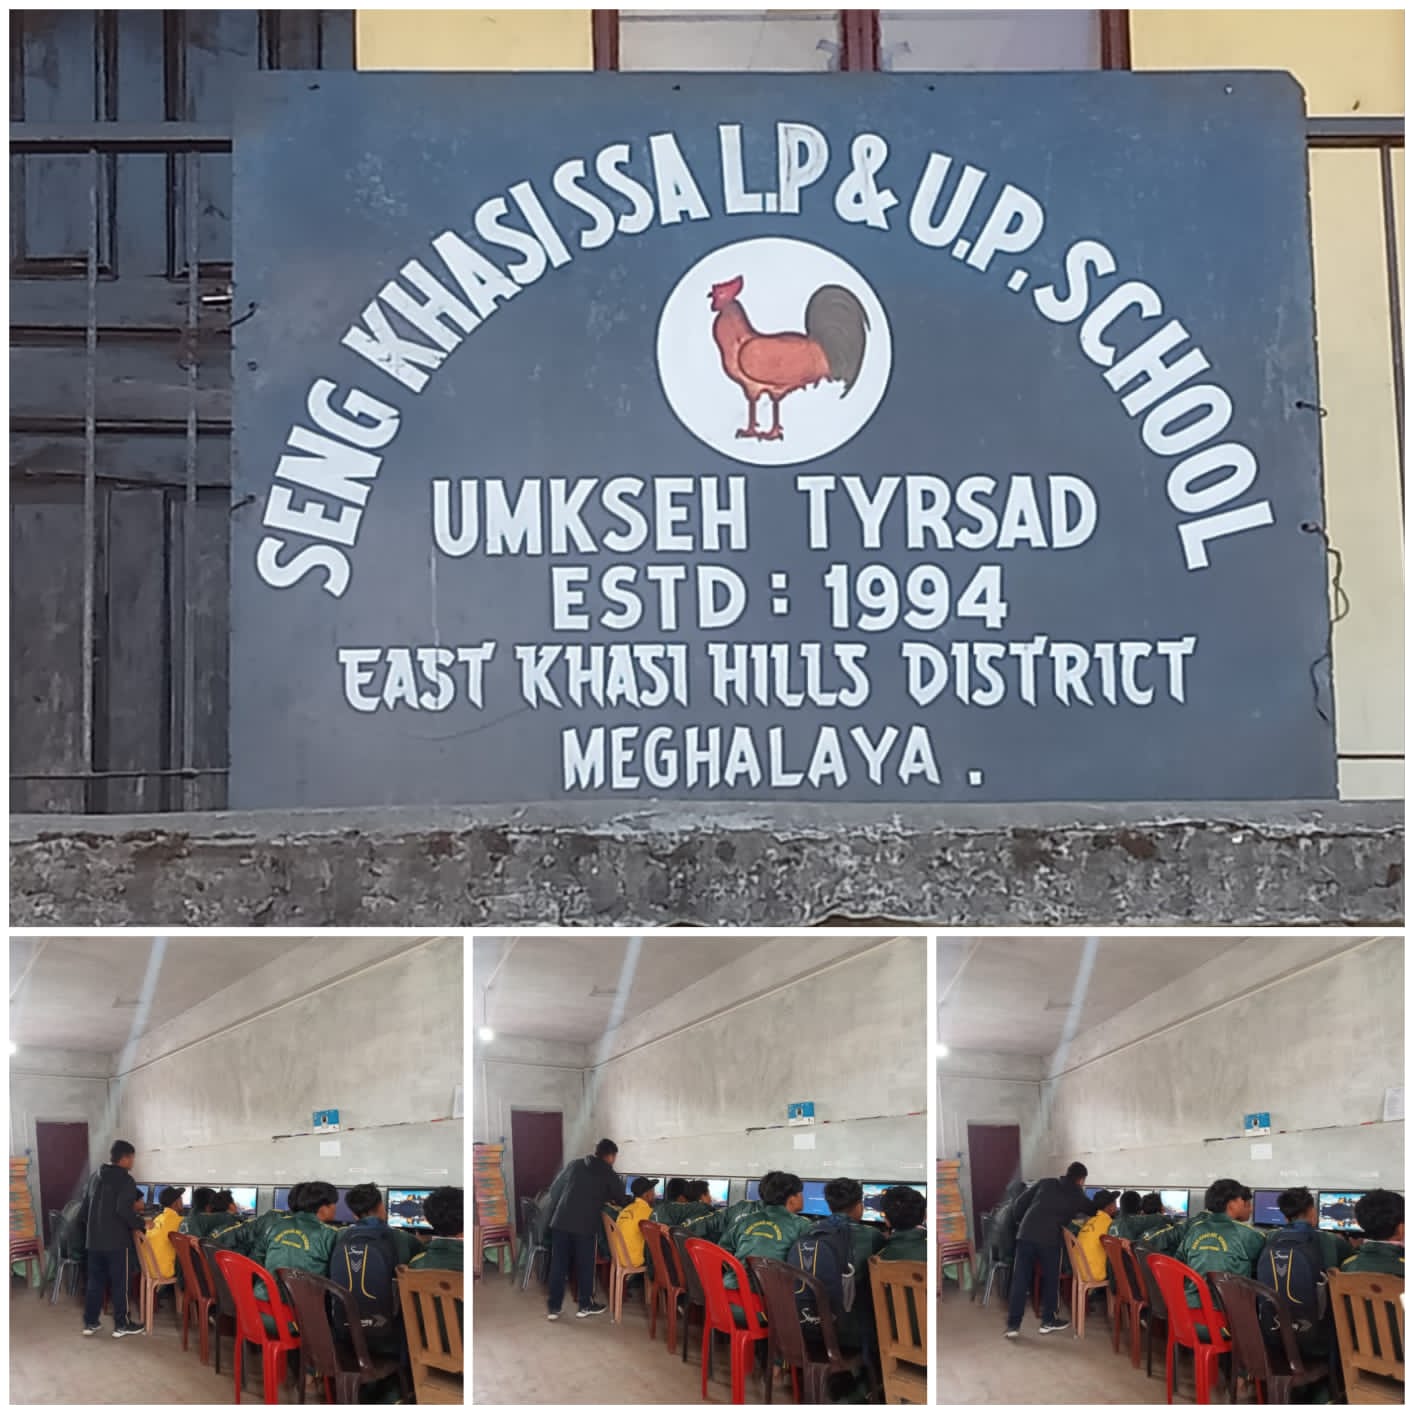 SENG KHASI SSA L.P & U.P. SCHOOL
UMKSEH TYRSAD
ESTD : 1994
EAST KHASI HILLS DISTRICT
MEGHALAYA .